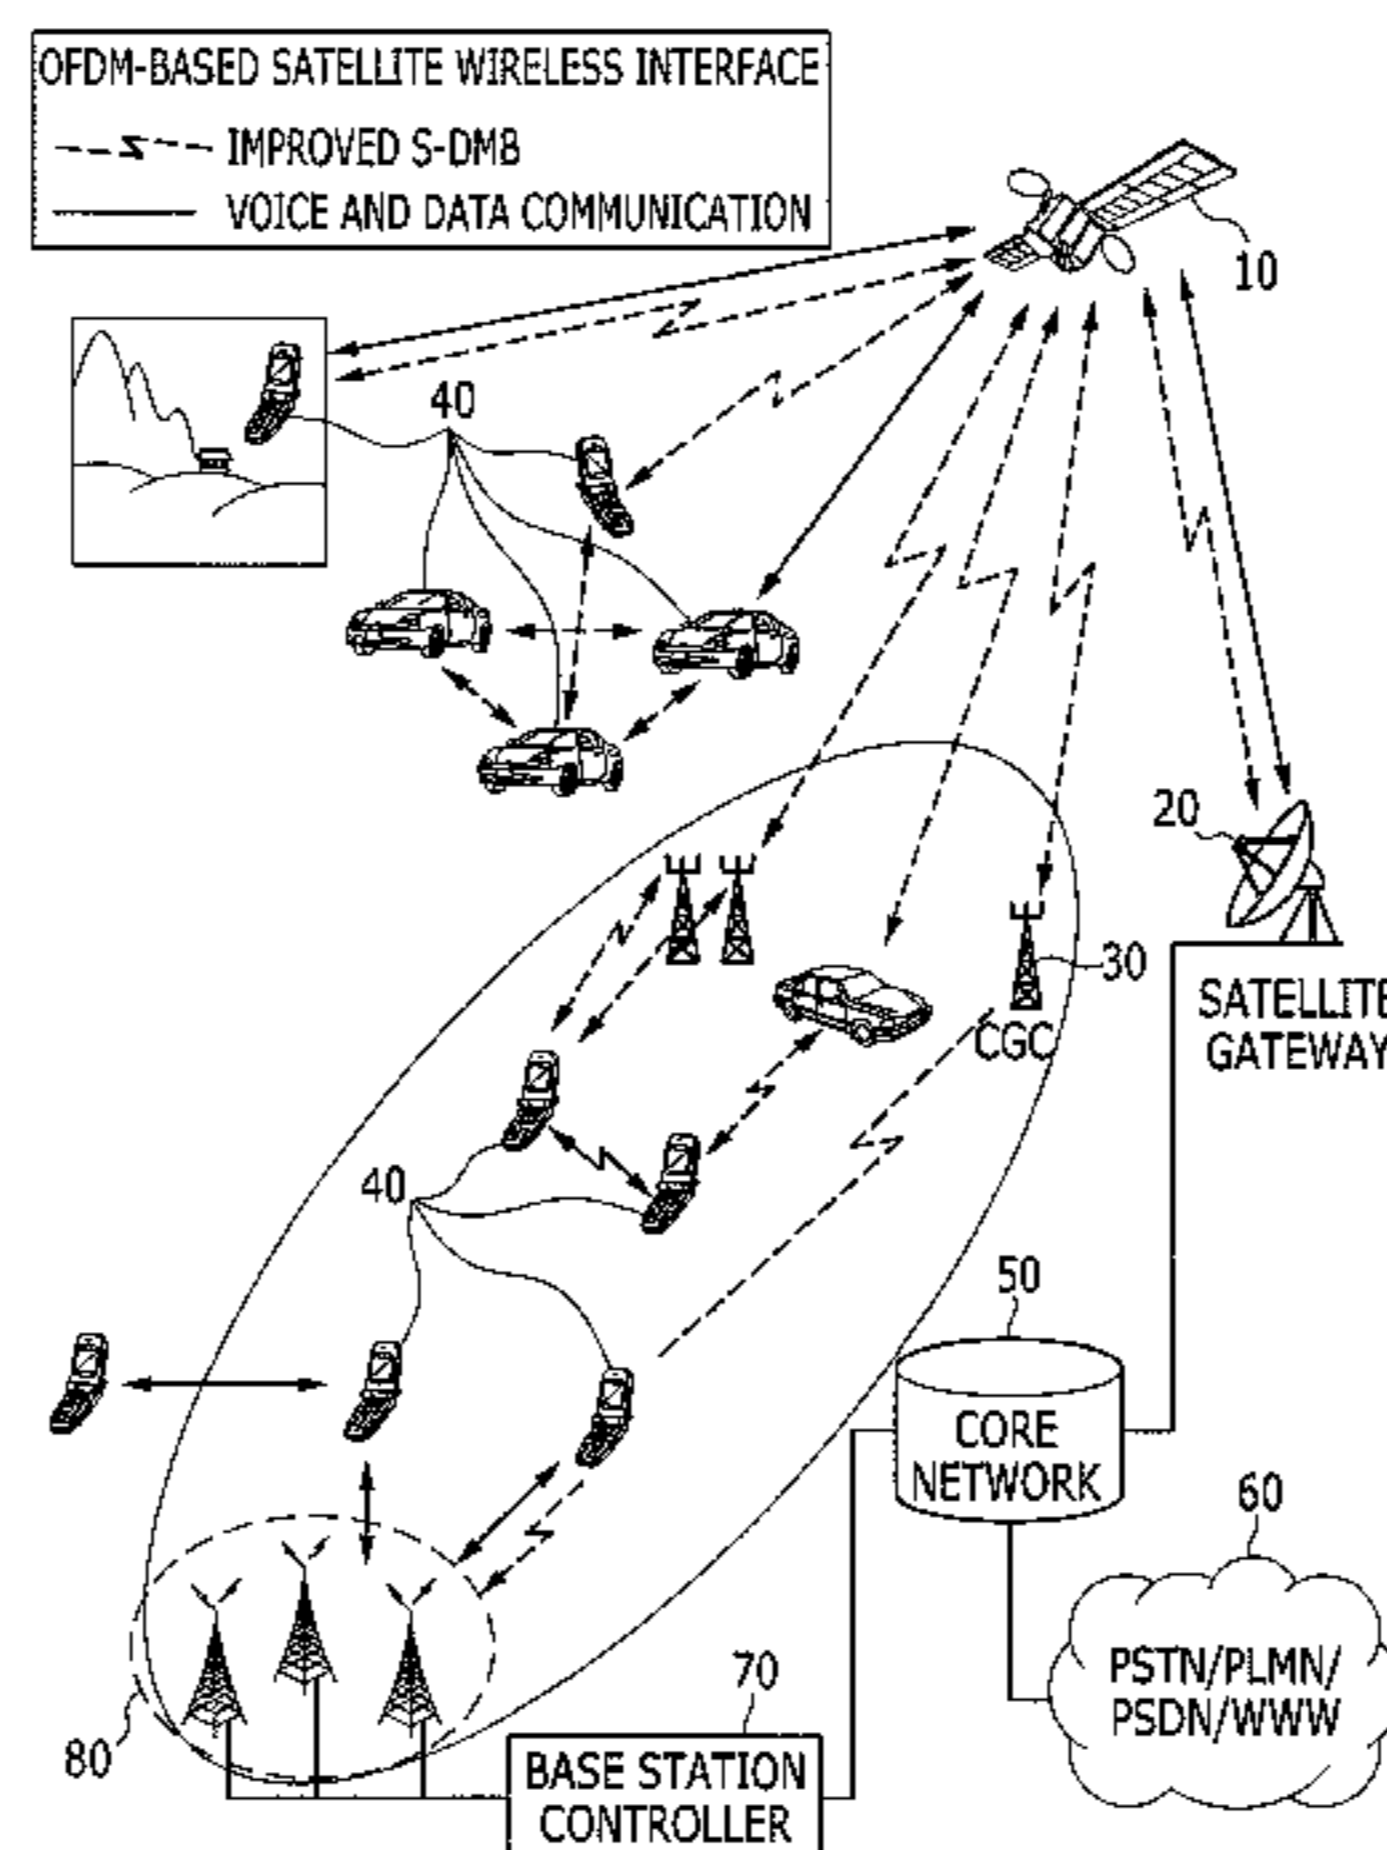 OFDM-BASED SATELLITE WIRELESS INTERFACE
IMPROVED S-DMB
VOICE AND DATA COMMUNICATION
10
40
20
30
CGC
SATELLITE
GATEWAY
40
50
CORE
NETWORK
60
PSTN/PLMN/
PSDN/WWW
70
80
BASE STATION
CONTROLLER